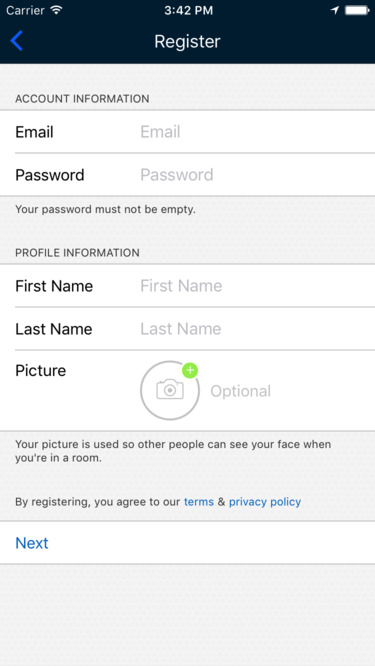 Carrier 3:42 PM
Register
ACCOUNT INFORMATION
Email Email
Password Password
Your password must not be empty.
PROFILE INFORMATION
First Name First Name
Last Name Last Name
Picture
Optional
Your picture is used so other people can see your face when
you're in a room.
By registering, you agree to our terms & privacy policy
Next